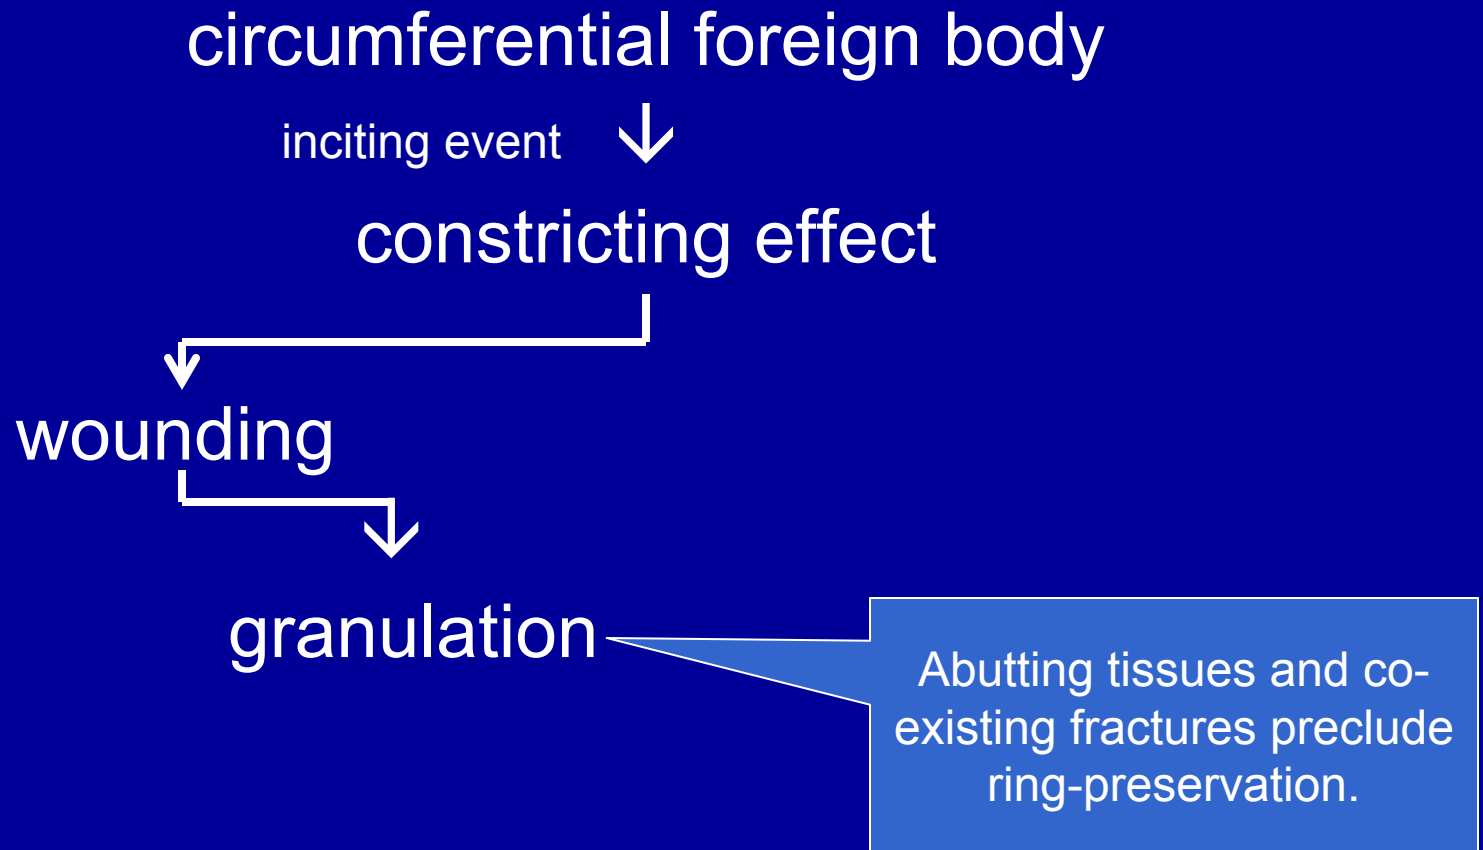 circumferential foreign body
inciting event
constricting effect
wounding
granulation
Abutting tissues and co-
existing fractures preclude
ring-preservation.